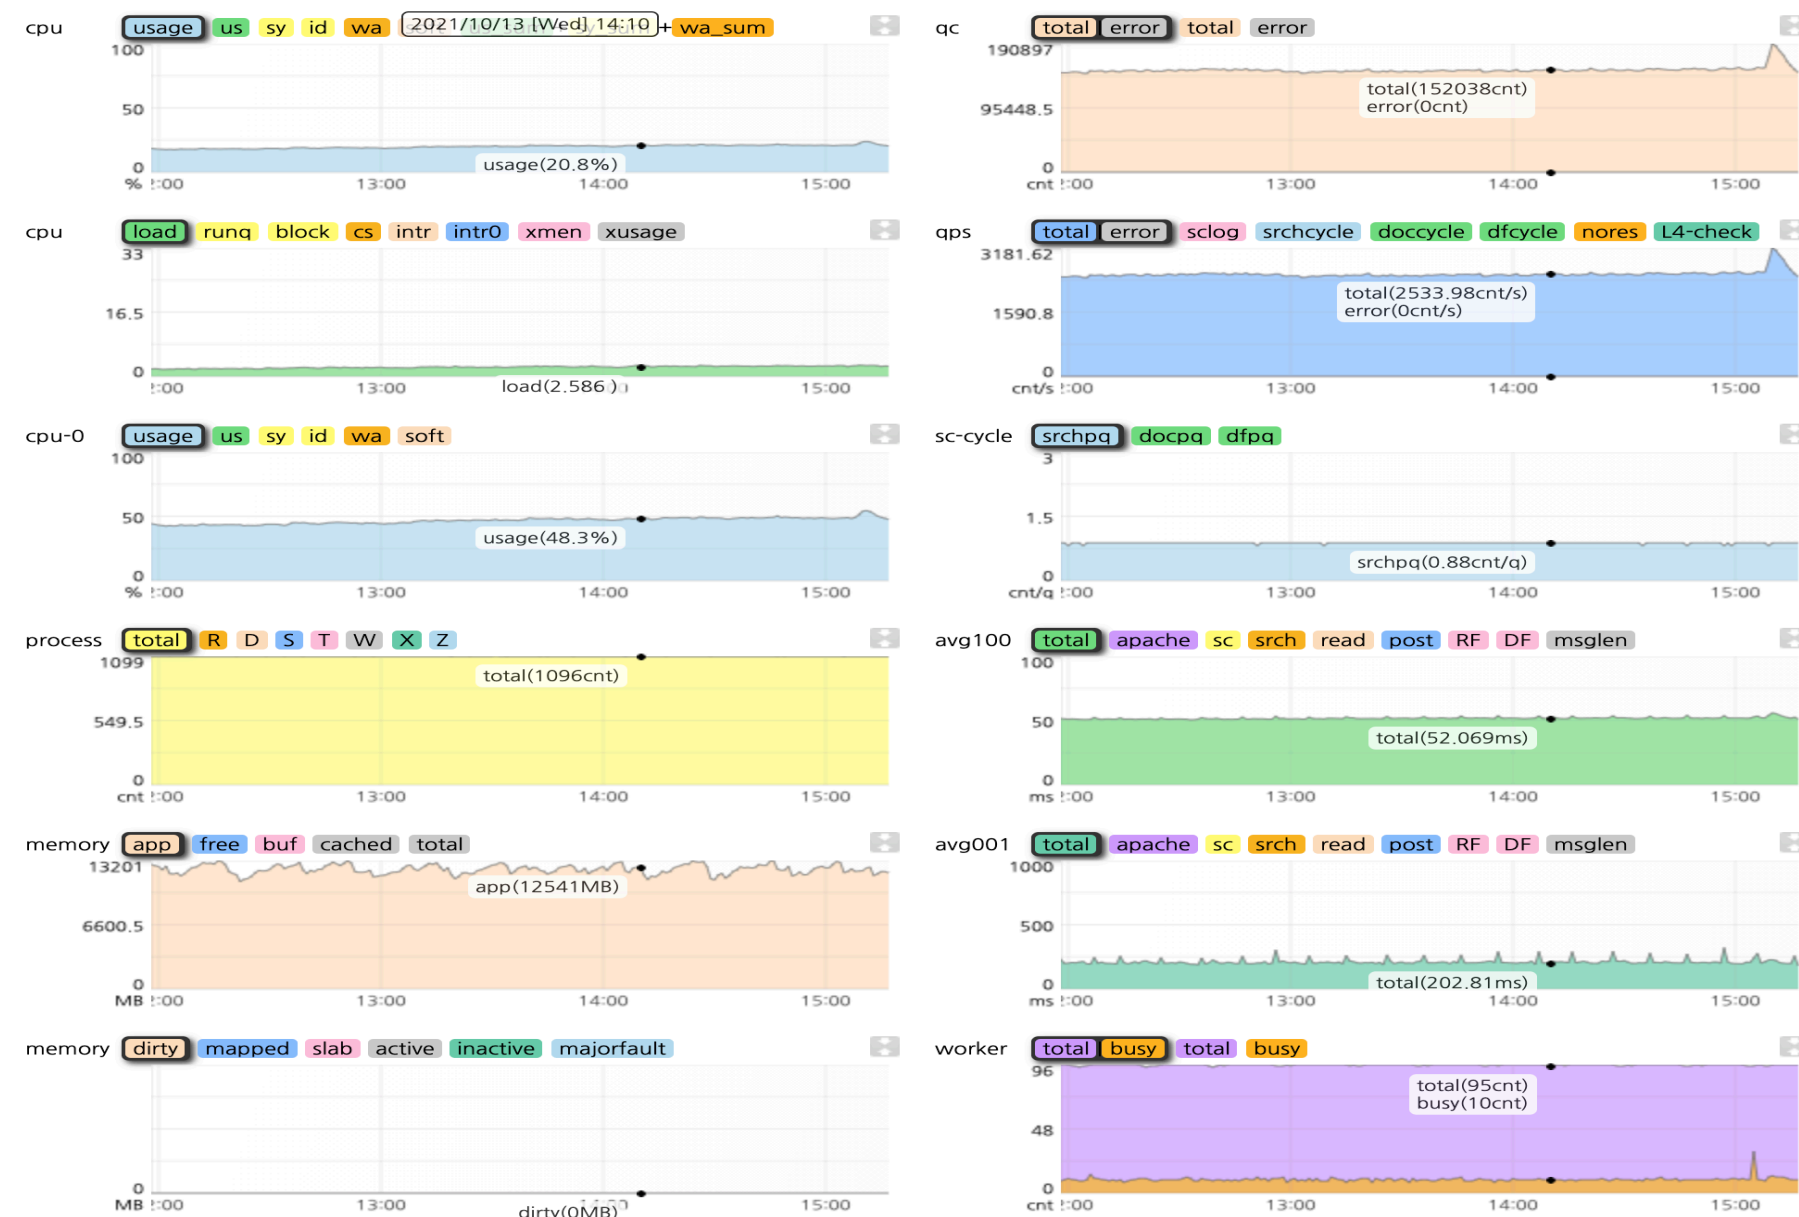 cpu usage us sy id wa 2021/10/13 [Wed] 14:10 + wa_sum
100
50
usage(20.8%)
0
% :00 13:00 14:00 15:00
cpu load runq block cs intr intr0 xmen xusage
33
16.5
0
load(2.586 )
:00 13:00 15:00
cpu-0 usage us sy id wa soft
100
50
usage(48.3%)
0
% :00 13:00 14:00 15:00
process total R D S T W X Z
1099
total(1096cnt)
549.5
0
cnt :00 13:00 14:00 15:00
memory app free buf cached total
13201
app(12541MB)
6600.5
0
MB :00 13:00 14:00 15:00
memory dirty mapped slab active inactive majorfault
MB :00 13:00 14:00 15:00
dirty(0MB)
qc total error total error
190897
total(152038cnt)
error(0cnt)
95448.5
0
cnt :00 13:00 14:00 15:00
qps total error sclog srchcycle doccycle dfcycle nores L4-check
3181.62
total(2533.98cnt/s)
error(0cnt/s)
1590.8
0
cnt/s :00 13:00 14:00 15:00
sc-cycle srchpq docpq dfpq
3
1.5
srchpq(0.88cnt/q)
0
cnt/q :00 13:00 14:00 15:00
avg100 total apache sc srch read post RF DF msglen
100
50
total(52.069ms)
0
ms :00 13:00 14:00 15:00
avg001 total apache sc srch read post RF DF msglen
1000
500
total(202.81ms)
0
ms :00 13:00 14:00 15:00
worker total busy total busy
96
total(95cnt)
busy(10cnt)
48
0
cnt :00 13:00 14:00 15:00